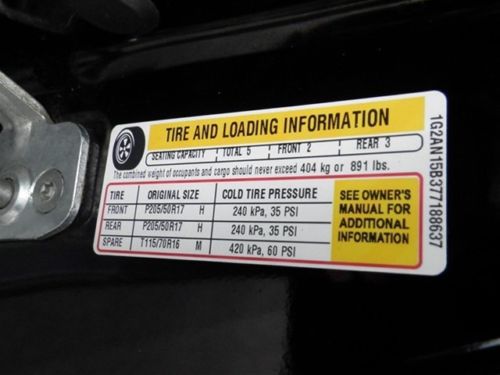 TIRE AND LOADING INFORMATION
SEATING CAPACITY TOTAL 5 FRONT 2 REAR 3
The combined weight of occupants and cargo should never exceed 404 kg or 891 lbs.
TIRE ORIGINAL SIZE COLD TIRE PRESSURE
FRONT P205/50R17 H 240 kPa, 35 PSI
REAR P205/50R17 H 240 kPa, 35 PSI
SPARE T115/70R16 M 420 kPa, 60 PSI
SEE OWNER'S
MANUAL FOR
ADDITIONAL
INFORMATION
1G2AN15B377188637